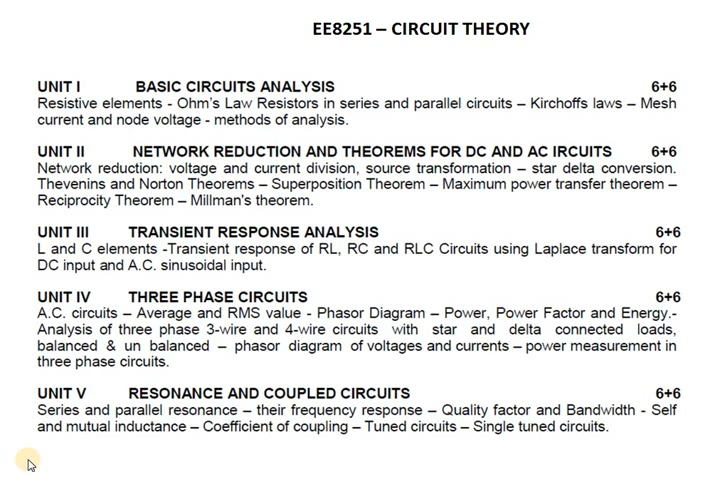 EE8251 – CIRCUIT THEORY
UNIT I BASIC CIRCUITS ANALYSIS 6+6
Resistive elements - Ohm's Law Resistors in series and parallel circuits – Kirchoffs laws – Mesh
current and node voltage - methods of analysis.
UNIT II NETWORK REDUCTION AND THEOREMS FOR DC AND AC IRCUITS 6+6
Network reduction: voltage and current division, source transformation – star delta conversion.
Thevenins and Norton Theorems – Superposition Theorem – Maximum power transfer theorem –
Reciprocity Theorem – Millman's theorem.
UNIT III TRANSIENT RESPONSE ANALYSIS 6+6
L and C elements -Transient response of RL, RC and RLC Circuits using Laplace transform for
DC input and A.C. sinusoidal input.
UNIT IV THREE PHASE CIRCUITS 6+6
A.C. circuits – Average and RMS value - Phasor Diagram – Power, Power Factor and Energy.-
Analysis of three phase 3-wire and 4-wire circuits with star and delta connected loads,
balanced & un balanced – phasor diagram of voltages and currents – power measurement in
three phase circuits.
UNIT V RESONANCE AND COUPLED CIRCUITS 6+6
Series and parallel resonance – their frequency response – Quality factor and Bandwidth - Self
and mutual inductance – Coefficient of coupling – Tuned circuits – Single tuned circuits.